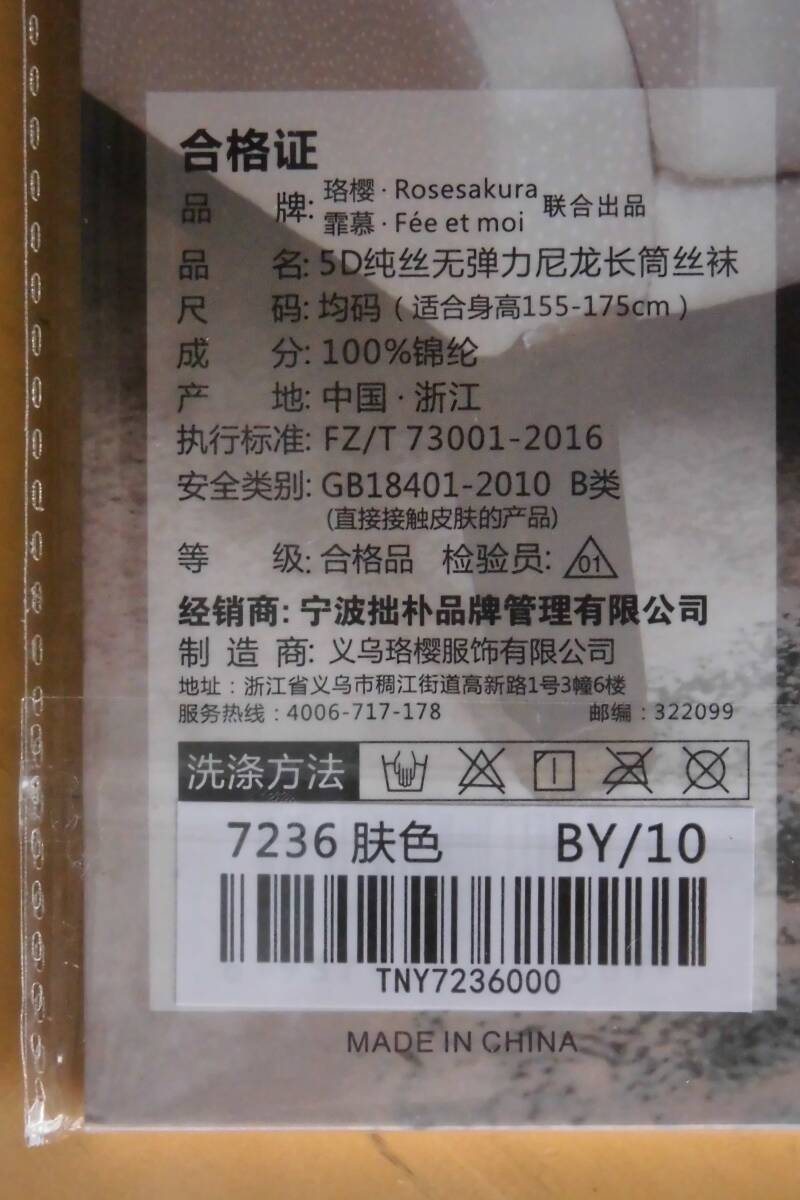 合格证
品 牌: 珞樱 · Rosesakura
霏慕 · Fée et moi 联合出品
品 名: 5D纯丝无弹力尼龙长筒丝袜
尺 码: 均码（适合身高155-175cm）
成 分: 100%锦纶
产 地: 中国 · 浙江
执行标准: FZ/T 73001-2016
安全类别: GB18401-2010 B类
(直接接触皮肤的产品)
等 级: 合格品 检验员: 01
经销商: 宁波拙朴品牌管理有限公司
制 造 商: 义乌珞樱服饰有限公司
地址：浙江省义乌市稠江街道高新路1号3幢6楼
服务热线：4006-717-178 邮编：322099
洗涤方法
7236 肤色 BY/10
TNY7236000
MADE IN CHINA